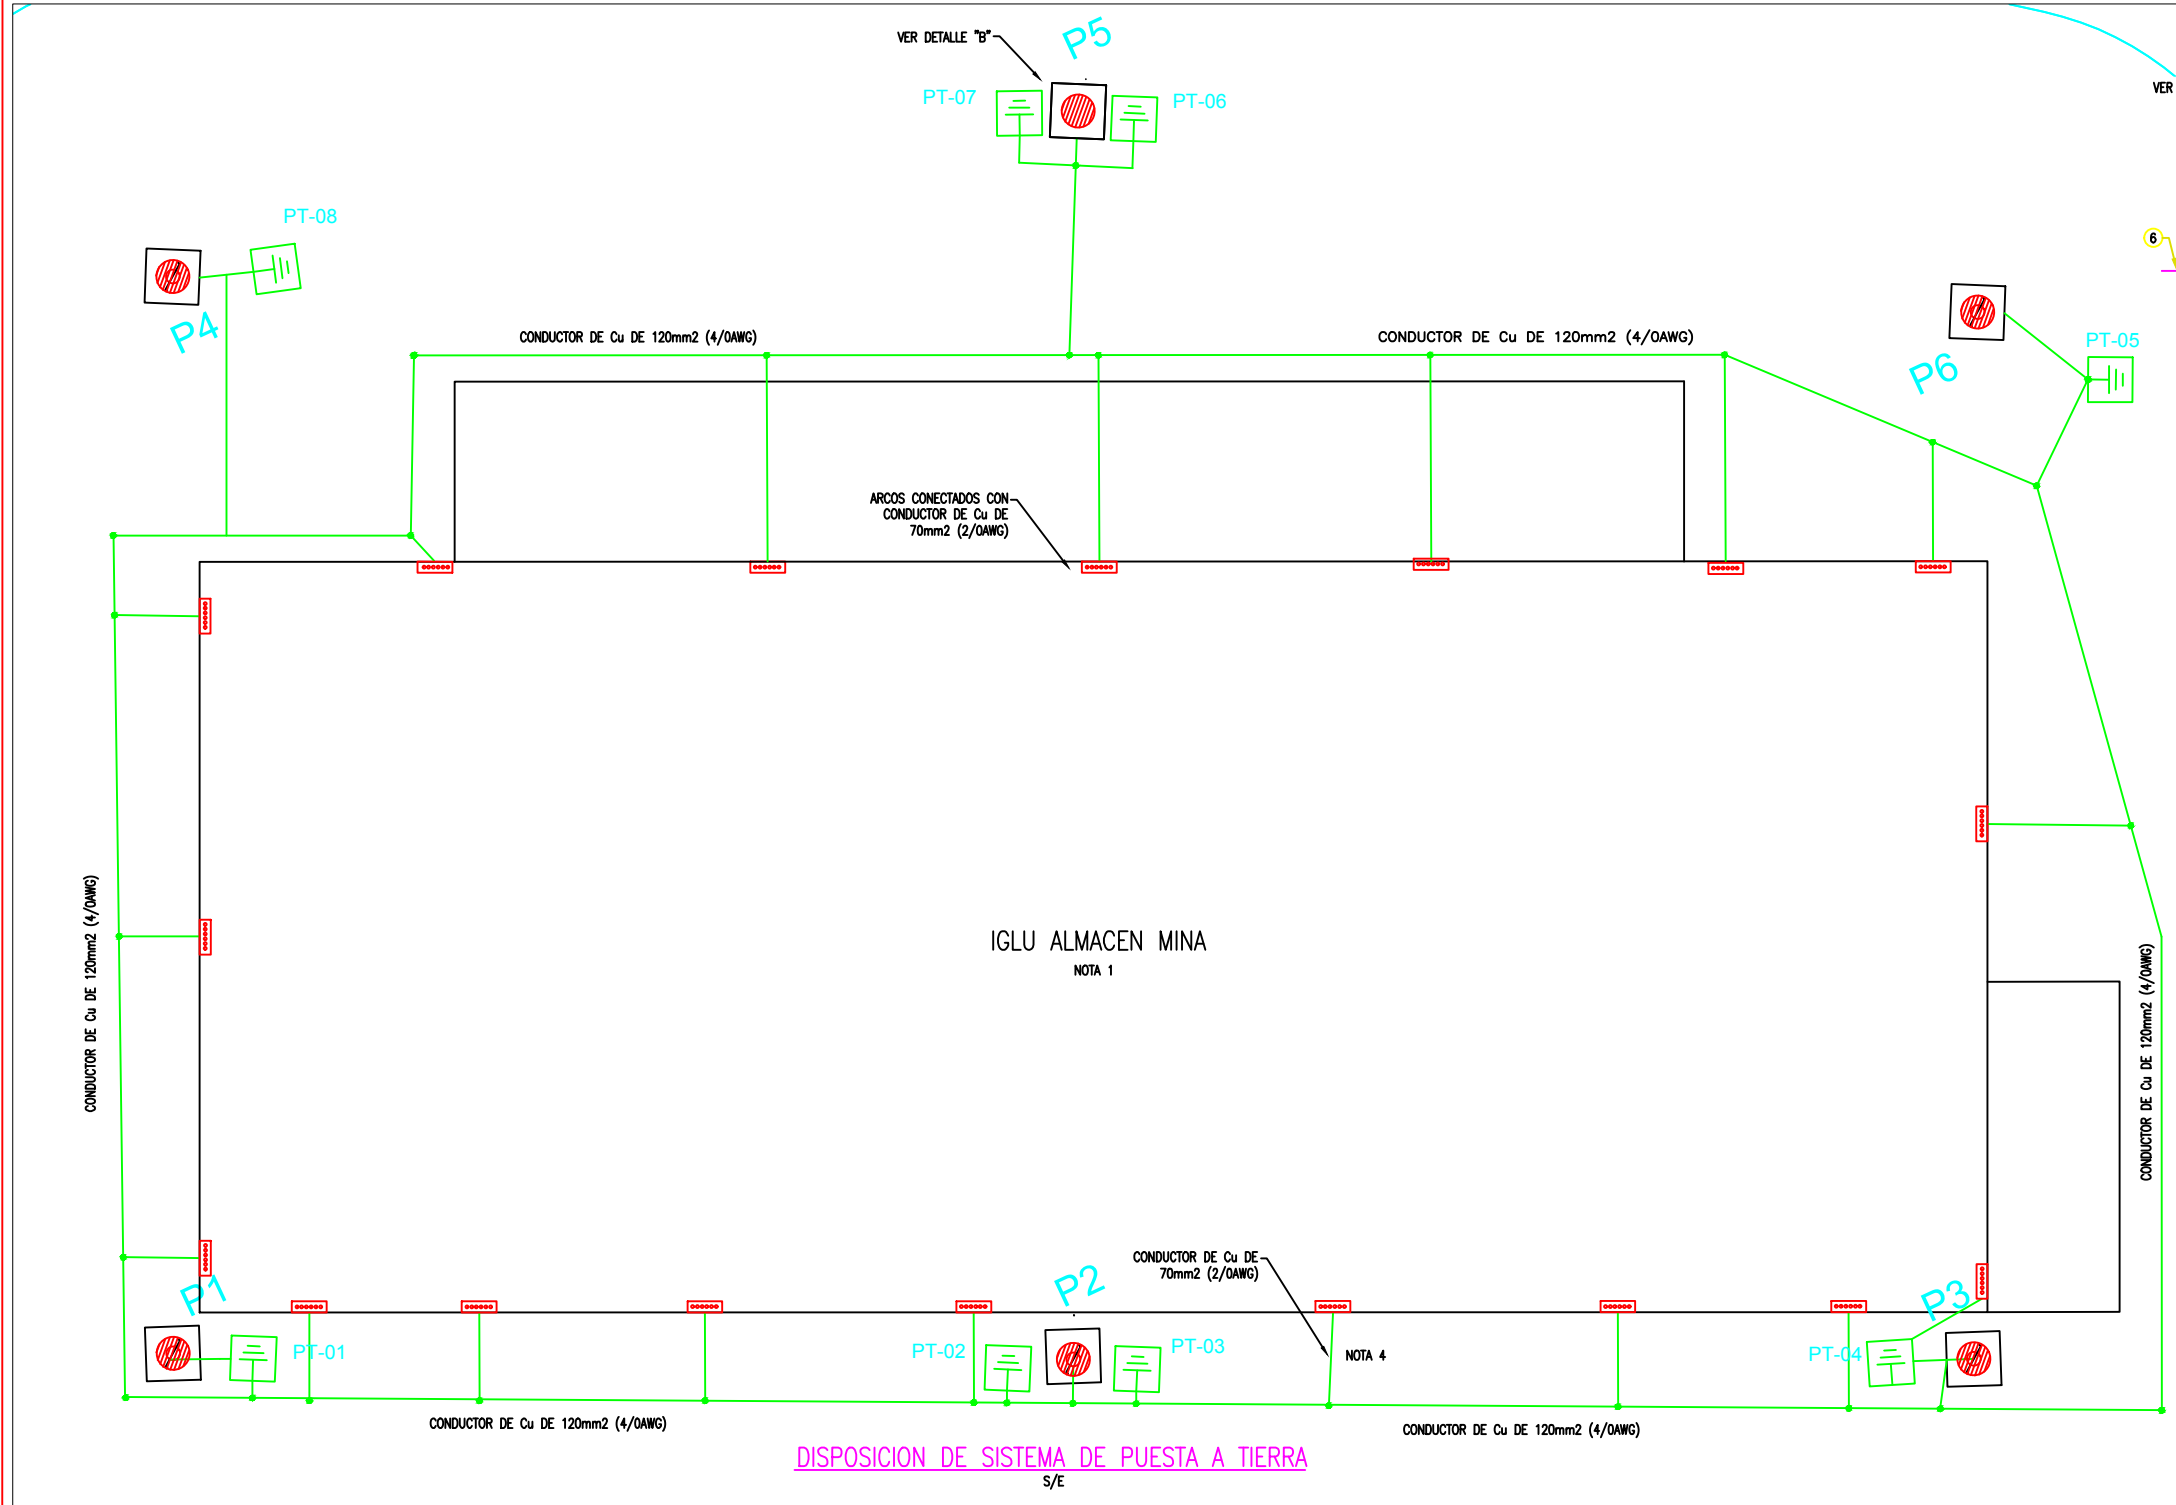 VER DETALLE "B"
P5
VER
PT-07
PT-06
PT-08
6
P4
CONDUCTOR DE Cu DE 120mm2 (4/0AWG)
CONDUCTOR DE Cu DE 120mm2 (4/0AWG)
PT-05
P6
ARCOS CONECTADOS CON
CONDUCTOR DE Cu DE
70mm2 (2/0AWG)
CONDUCTOR DE Cu DE 120mm2 (4/0AWG)
IGLU ALMACEN MINA
NOTA 1
CONDUCTOR DE Cu DE 120mm2 (4/0AWG)
CONDUCTOR DE Cu DE
70mm2 (2/0AWG)
P1
P2
P3
PT-01
PT-02
PT-03
NOTA 4
PT-04
CONDUCTOR DE Cu DE 120mm2 (4/0AWG)
CONDUCTOR DE Cu DE 120mm2 (4/0AWG)
DISPOSICION DE SISTEMA DE PUESTA A TIERRA
S/E